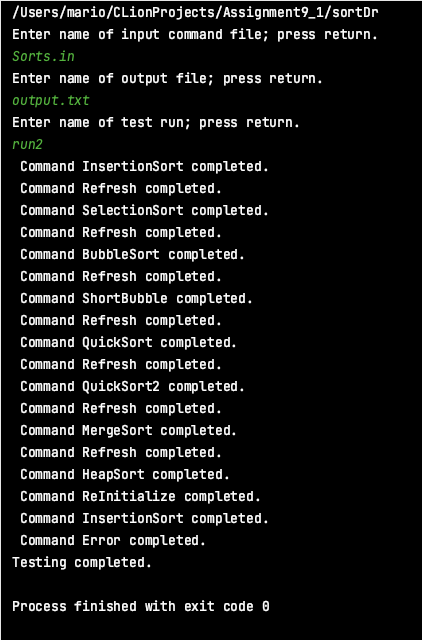 /Users/mario/CLionProjects/Assignment9_1/sortDr
Enter name of input command file; press return.
Sorts.in
Enter name of output file; press return.
output.txt
Enter name of test run; press return.
run2
Command InsertionSort completed.
Command Refresh completed.
Command SelectionSort completed.
Command Refresh completed.
Command BubbleSort completed.
Command Refresh completed.
Command ShortBubble completed.
Command Refresh completed.
Command QuickSort completed.
Command Refresh completed.
Command QuickSort2 completed.
Command Refresh completed.
Command MergeSort completed.
Command Refresh completed.
Command HeapSort completed.
Command ReInitialize completed.
Command InsertionSort completed.
Command Error completed.
Testing completed.
Process finished with exit code 0